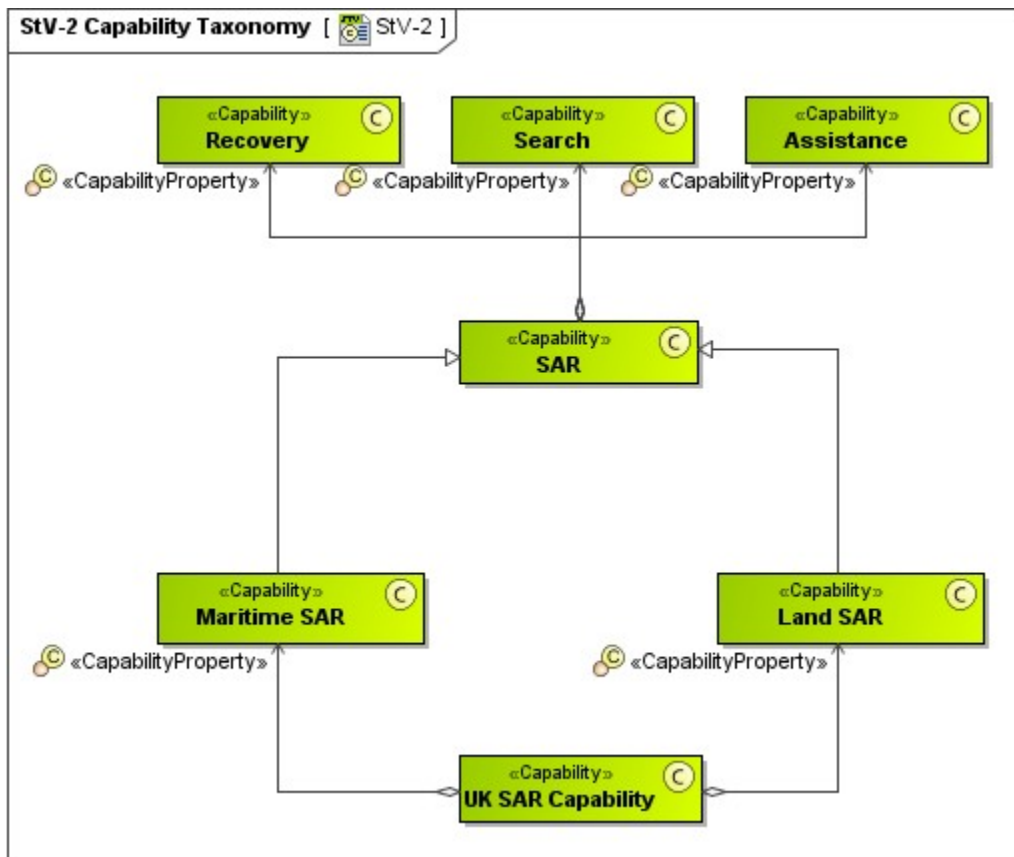 StV-2 Capability Taxonomy [ StV-2 ]
«Capability»
Recovery
C
«Capability»
Search
C
«Capability»
Assistance
C
C «CapabilityProperty»
C «CapabilityProperty»
C «CapabilityProperty»
«Capability»
SAR
C
«Capability»
Maritime SAR
C
«Capability»
Land SAR
C
C «CapabilityProperty»
C «CapabilityProperty»
«Capability»
UK SAR Capability
C